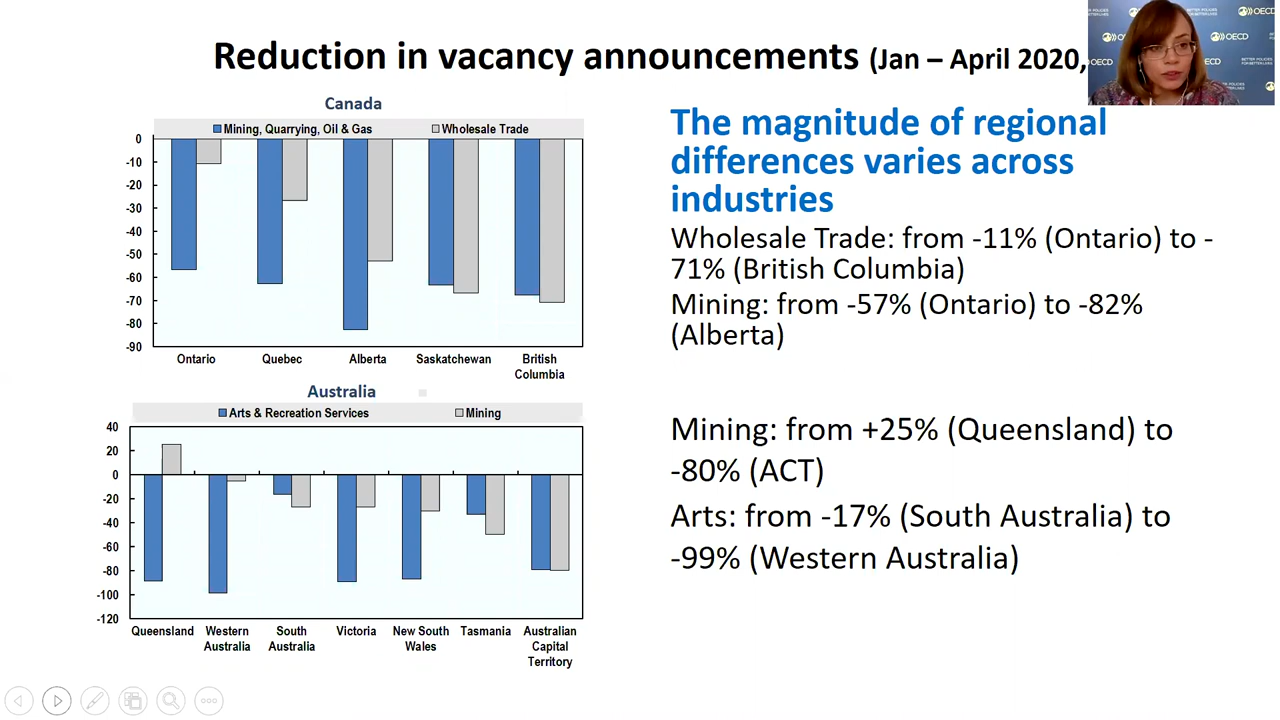 Reduction in vacancy announcements (Jan – April 2020,
OECD
OECD
OECD
OECD
Canada
Mining, Quarrying, Oil & Gas
Wholesale Trade
0
-10
-20
-30
-40
-50
-60
-70
-80
-90
Ontario
Quebec
Alberta
Saskatchewan
British
Columbia
Australia
Arts & Recreation Services
Mining
40
20
0
-20
-40
-60
-80
-100
-120
Queensland
Western
Australia
South
Australia
Victoria
New South
Wales
Tasmania
Australian
Capital
Territory
The magnitude of regional
differences varies across
industries
Wholesale Trade: from -11% (Ontario) to -
71% (British Columbia)
Mining: from -57% (Ontario) to -82%
(Alberta)
Mining: from +25% (Queensland) to
-80% (ACT)
Arts: from -17% (South Australia) to
-99% (Western Australia)